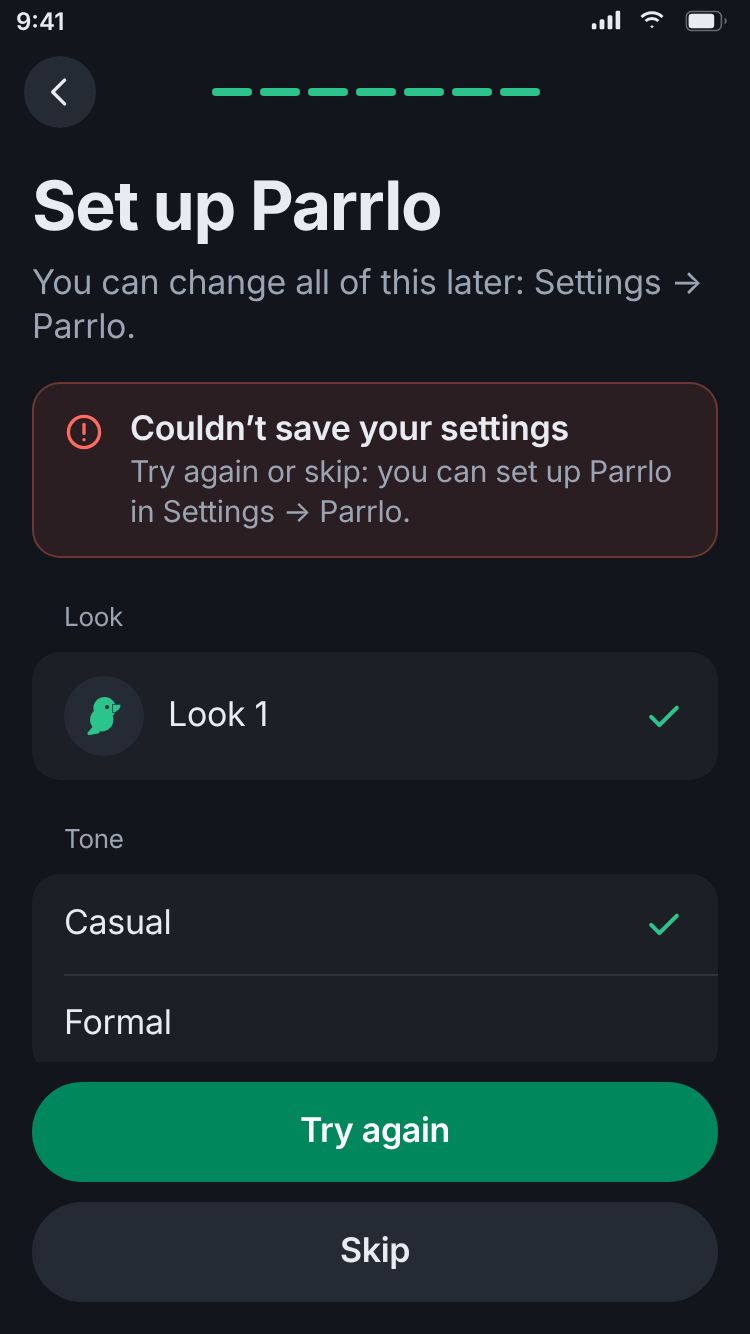 9:41
Set up Parrlo
You can change all of this later: Settings →
Parrlo.
Couldn’t save your settings
Try again or skip: you can set up Parrlo
in Settings → Parrlo.
Look
Look 1
Tone
Casual
Formal
Try again
Skip